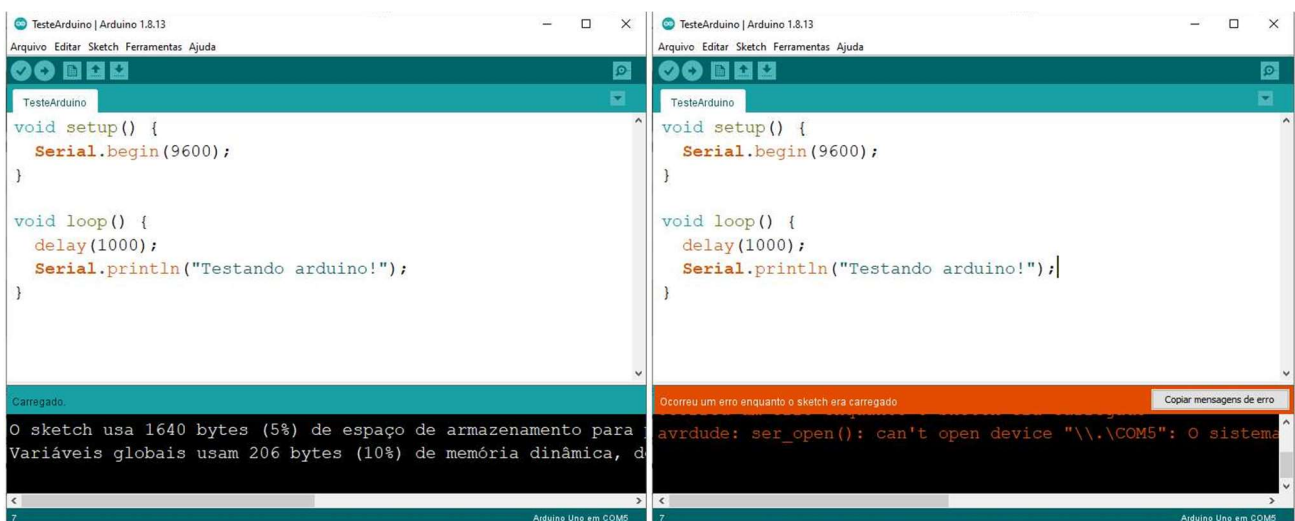 TesteArduino | Arduino 1.8.13
Arquivo Editar Sketch Ferramentas Ajuda
TesteArduino
void setup() {
  Serial.begin(9600);
}
void loop() {
  delay(1000);
  Serial.println("Testando arduino!");
}
Carregado.
O sketch usa 1640 bytes (5%) de espaço de armazenamento para
Variáveis globais usam 206 bytes (10%) de memória dinâmica, d
7
Arduino Uno em COM5
TesteArduino | Arduino 1.8.13
Arquivo Editar Sketch Ferramentas Ajuda
TesteArduino
void setup() {
  Serial.begin(9600);
}
void loop() {
  delay(1000);
  Serial.println("Testando arduino!");
}
Ocorreu um erro enquanto o sketch era carregado
Copiar mensagens de erro
avrdude: ser_open(): can't open device "\\.\COM5": O sistema
7
Arduino Uno em COM5